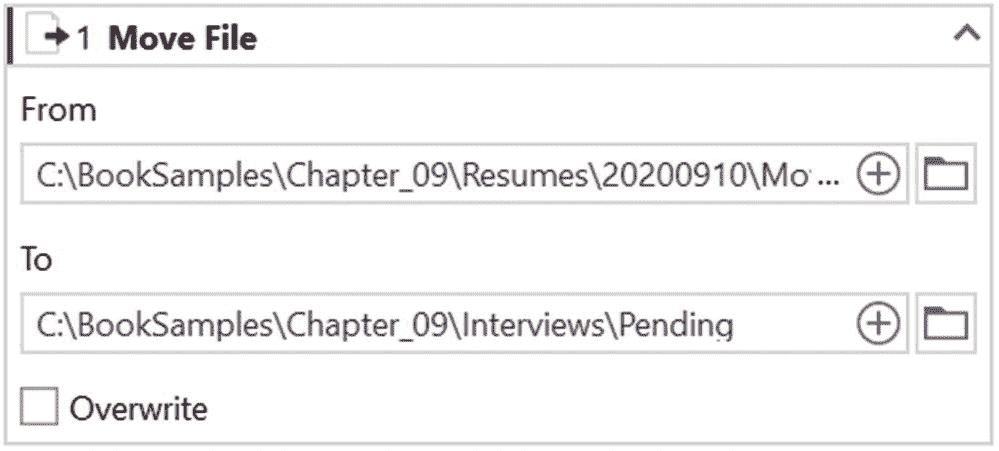 1 Move File
From
C:\BookSamples\Chapter_09\Resumes\20200910\Mo ...
To
C:\BookSamples\Chapter_09\Interviews\Pending
Overwrite